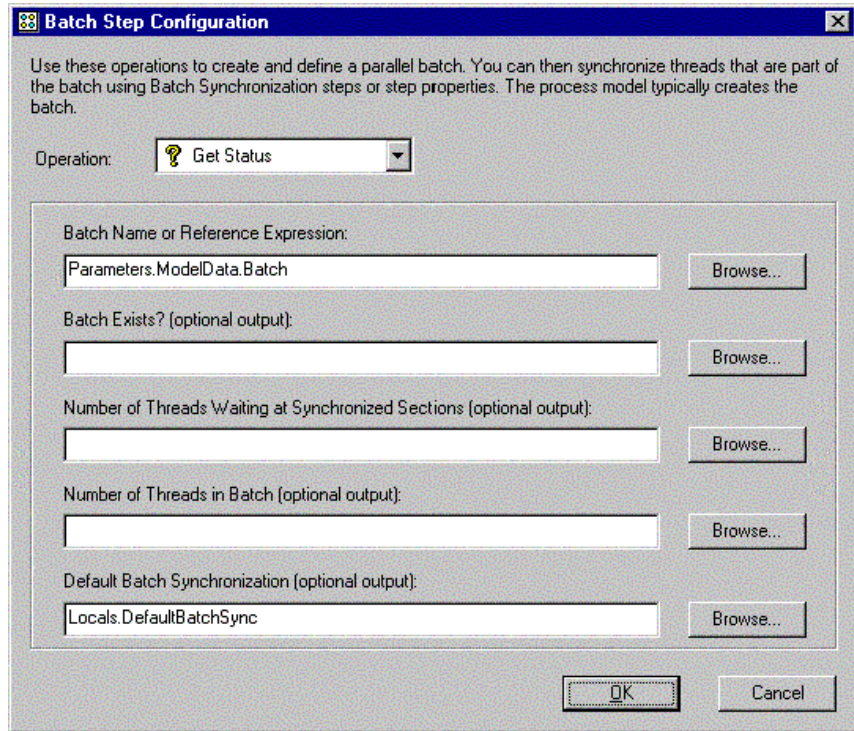 Batch Step Configuration
Use these operations to create and define a parallel batch. You can then synchronize threads that are part of
the batch using Batch Synchronization steps or step properties. The process model typically creates the
batch.
Operation: Get Status
Batch Name or Reference Expression:
Parameters.ModelData.Batch Browse...
Batch Exists? (optional output):
Browse...
Number of Threads Waiting at Synchronized Sections (optional output):
Browse...
Number of Threads in Batch (optional output):
Browse...
Default Batch Synchronization (optional output):
Locals.DefaultBatchSync Browse...
OK Cancel